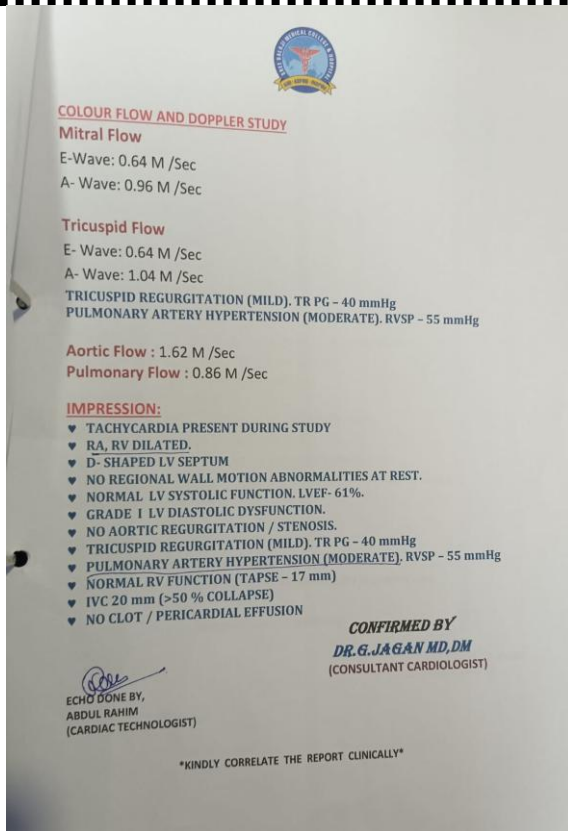 COLOUR FLOW AND DOPPLER STUDY
Mitral Flow
E-Wave: 0.64 M /Sec
A- Wave: 0.96 M /Sec
Tricuspid Flow
E- Wave: 0.64 M /Sec
A- Wave: 1.04 M /Sec
TRICUSPID REGURGITATION (MILD). TR PG – 40 mmHg
PULMONARY ARTERY HYPERTENSION (MODERATE). RVSP – 55 mmHg
Aortic Flow : 1.62 M /Sec
Pulmonary Flow : 0.86 M /Sec
IMPRESSION:
♥ TACHYCARDIA PRESENT DURING STUDY
♥ RA, RV DILATED.
♥ D- SHAPED LV SEPTUM
♥ NO REGIONAL WALL MOTION ABNORMALITIES AT REST.
♥ NORMAL LV SYSTOLIC FUNCTION. LVEF- 61%.
♥ GRADE I LV DIASTOLIC DYSFUNCTION.
♥ NO AORTIC REGURGITATION / STENOSIS.
♥ TRICUSPID REGURGITATION (MILD). TR PG – 40 mmHg
♥ PULMONARY ARTERY HYPERTENSION (MODERATE). RVSP – 55 mmHg
♥ NORMAL RV FUNCTION (TAPSE – 17 mm)
♥ IVC 20 mm (>50 % COLLAPSE)
♥ NO CLOT / PERICARDIAL EFFUSION
CONFIRMED BY
DR.G.JAGAN MD,DM
(CONSULTANT CARDIOLOGIST)
ECHO DONE BY,
ABDUL RAHIM
(CARDIAC TECHNOLOGIST)
*KINDLY CORRELATE THE REPORT CLINICALLY*